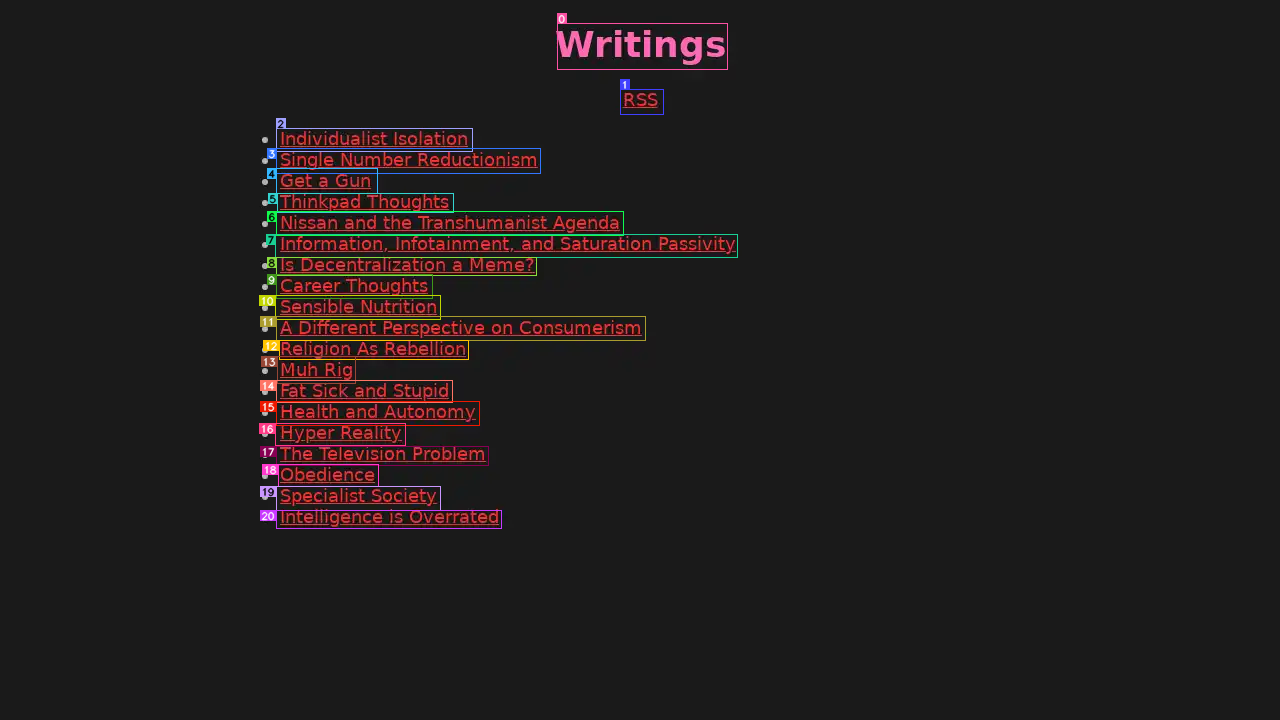 Writings
RSS
Individualist Isolation
Single Number Reductionism
Get a Gun
Thinkpad Thoughts
Nissan and the Transhumanist Agenda
Information, Infotainment, and Saturation Passivity
Is Decentralization a Meme?
Career Thoughts
Sensible Nutrition
A Different Perspective on Consumerism
Religion As Rebellion
Muh Rig
Fat Sick and Stupid
Health and Autonomy
Hyper Reality
The Television Problem
Obedience
Specialist Society
Intelligence is Overrated